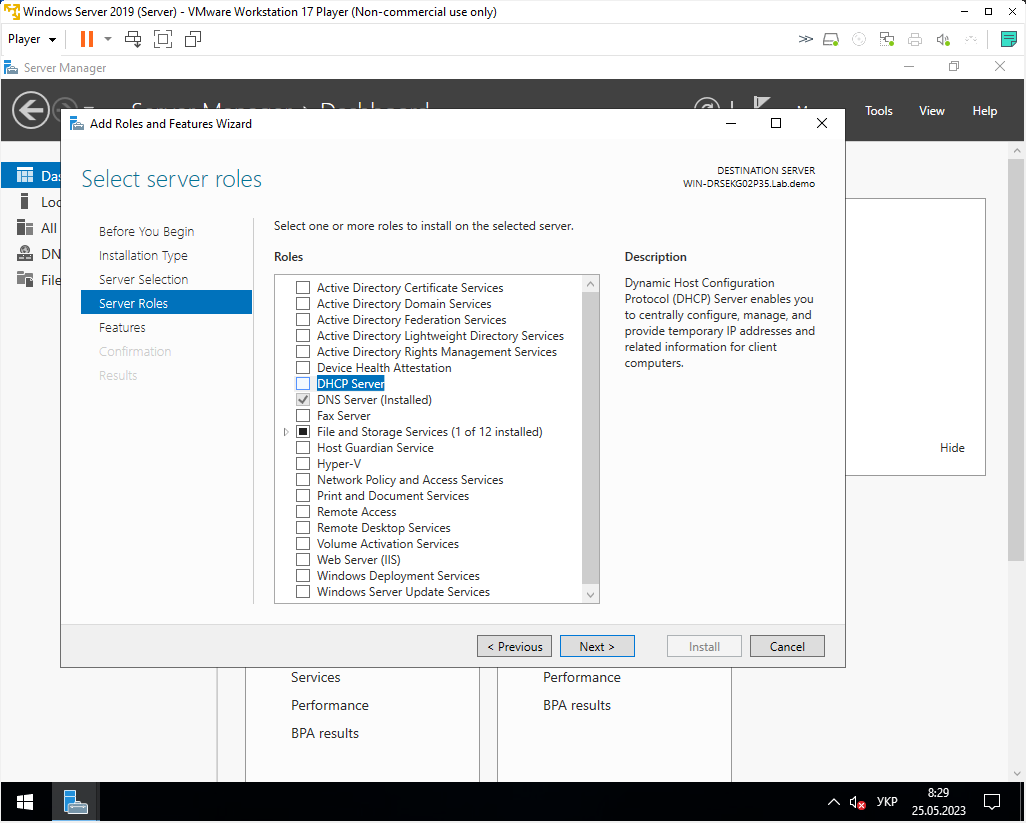 Windows Server 2019 (Server) - VMware Workstation 17 Player (Non-commercial use only)
Player
Server Manager
Server Manager Dashboard
Tools View Help
Add Roles and Features Wizard
Select server roles
DESTINATION SERVER
WIN-DRSEKG02P35.Lab.demo
Before You Begin
Installation Type
Server Selection
Server Roles
Features
Confirmation
Results
Select one or more roles to install on the selected server.
Roles
Active Directory Certificate Services
Active Directory Domain Services
Active Directory Federation Services
Active Directory Lightweight Directory Services
Active Directory Rights Management Services
Device Health Attestation
DHCP Server
DNS Server (Installed)
Fax Server
File and Storage Services (1 of 12 installed)
Host Guardian Service
Hyper-V
Network Policy and Access Services
Print and Document Services
Remote Access
Remote Desktop Services
Volume Activation Services
Web Server (IIS)
Windows Deployment Services
Windows Server Update Services
Description
Dynamic Host Configuration
Protocol (DHCP) Server enables you
to centrally configure, manage, and
provide temporary IP addresses and
related information for client
computers.
< Previous
Next >
Install
Cancel
Das
Loc
All
DN
File
Hide
Services
Performance
BPA results
Performance
BPA results
УКР
8:29
25.05.2023